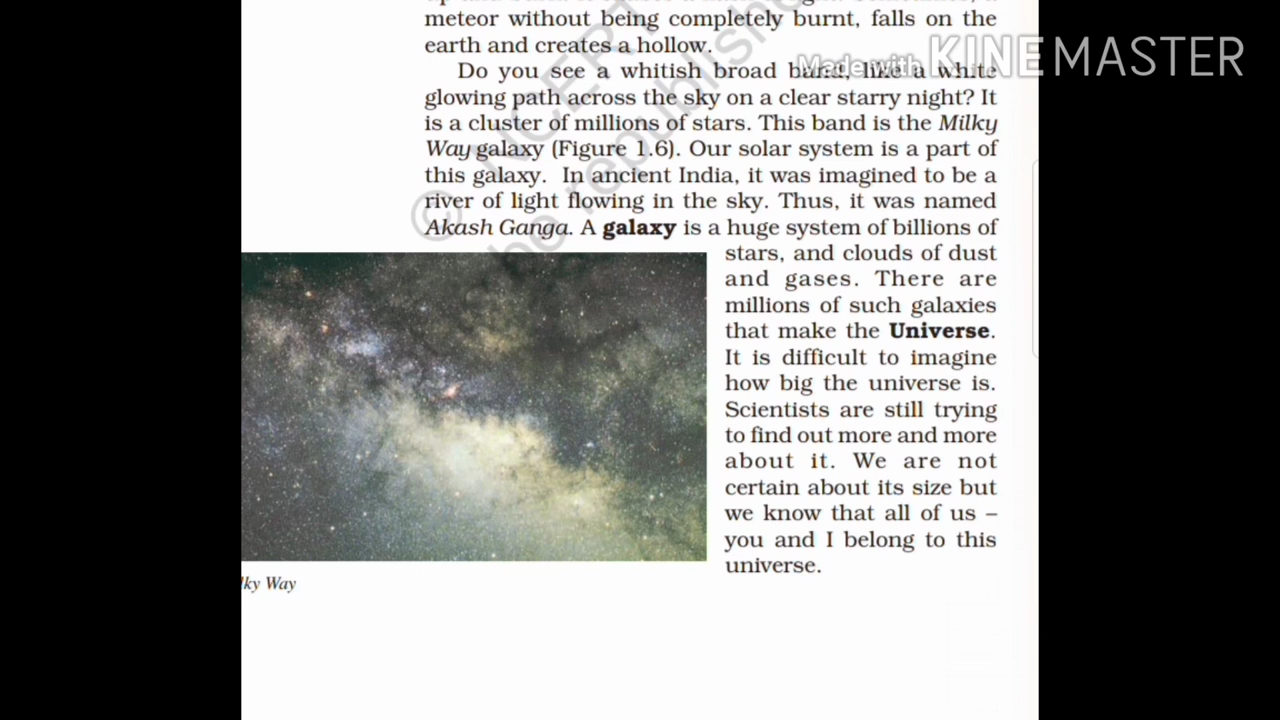 meteor without being completely burnt, falls on the
earth and creates a hollow.
Made with KINEMASTER
Do you see a whitish broad band, like a white
glowing path across the sky on a clear starry night? It
is a cluster of millions of stars. This band is the Milky
Way galaxy (Figure 1.6). Our solar system is a part of
this galaxy. In ancient India, it was imagined to be a
river of light flowing in the sky. Thus, it was named
Akash Ganga. A galaxy is a huge system of billions of
stars, and clouds of dust
and gases. There are
millions of such galaxies
that make the Universe.
It is difficult to imagine
how big the universe is.
Scientists are still trying
to find out more and more
about it. We are not
certain about its size but
we know that all of us –
you and I belong to this
universe.
lky Way
© NCERT
be republished